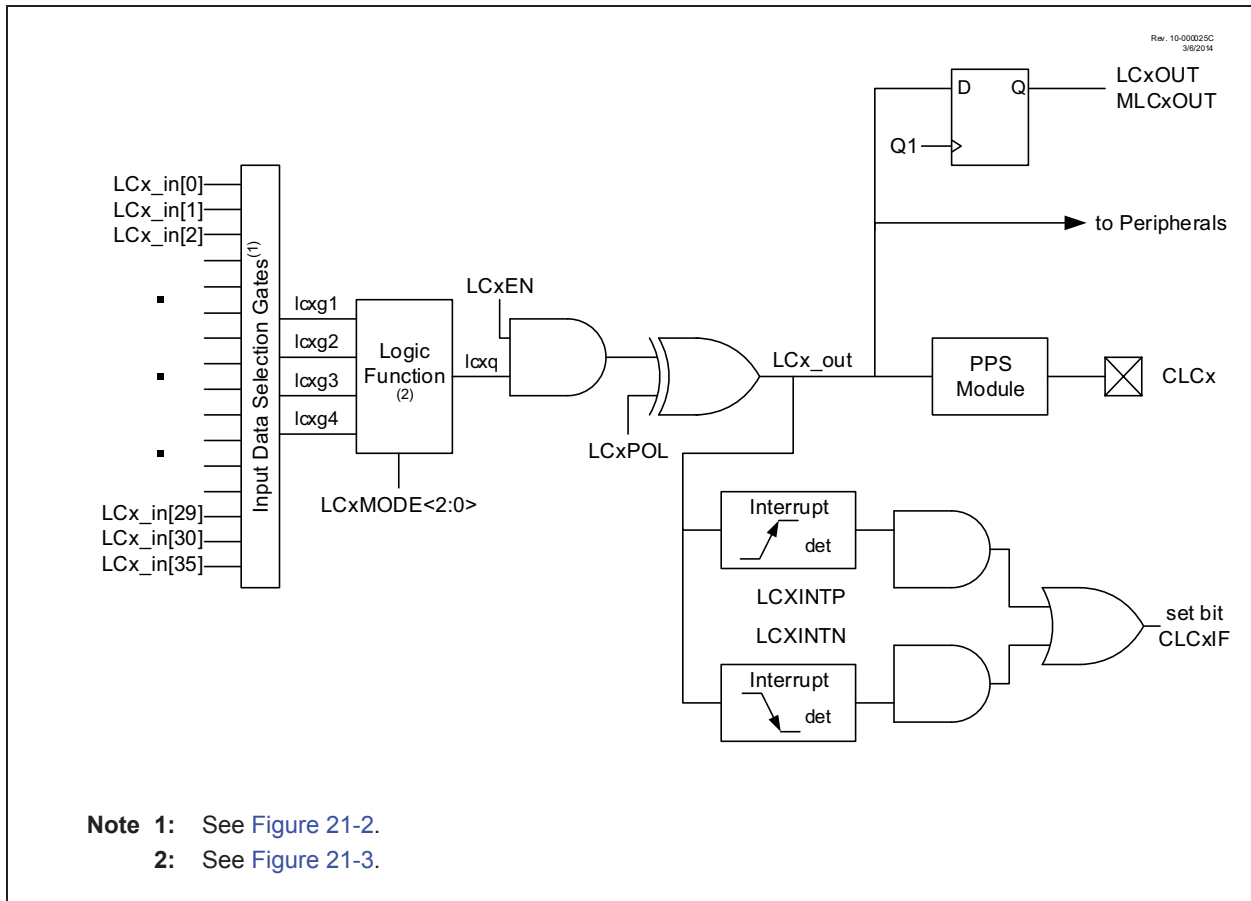 Rev. 10-000025C
3/6/2014
LCxOUT
MLCxOUT
D
Q
Q1
to Peripherals
LCx_in[0]
LCx_in[1]
LCx_in[2]
LCx_in[29]
LCx_in[30]
LCx_in[35]
Input Data Selection Gates(1)
lcxg1
lcxg2
lcxg3
lcxg4
Logic
Function
(2)
LCxMODE<2:0>
lcxq
LCxEN
LCxPOL
LCx_out
PPS
Module
CLCx
Interrupt
det
LCXINTP
LCXINTN
Interrupt
det
set bit
CLCxIF
Note 1: See Figure 21-2.
2: See Figure 21-3.